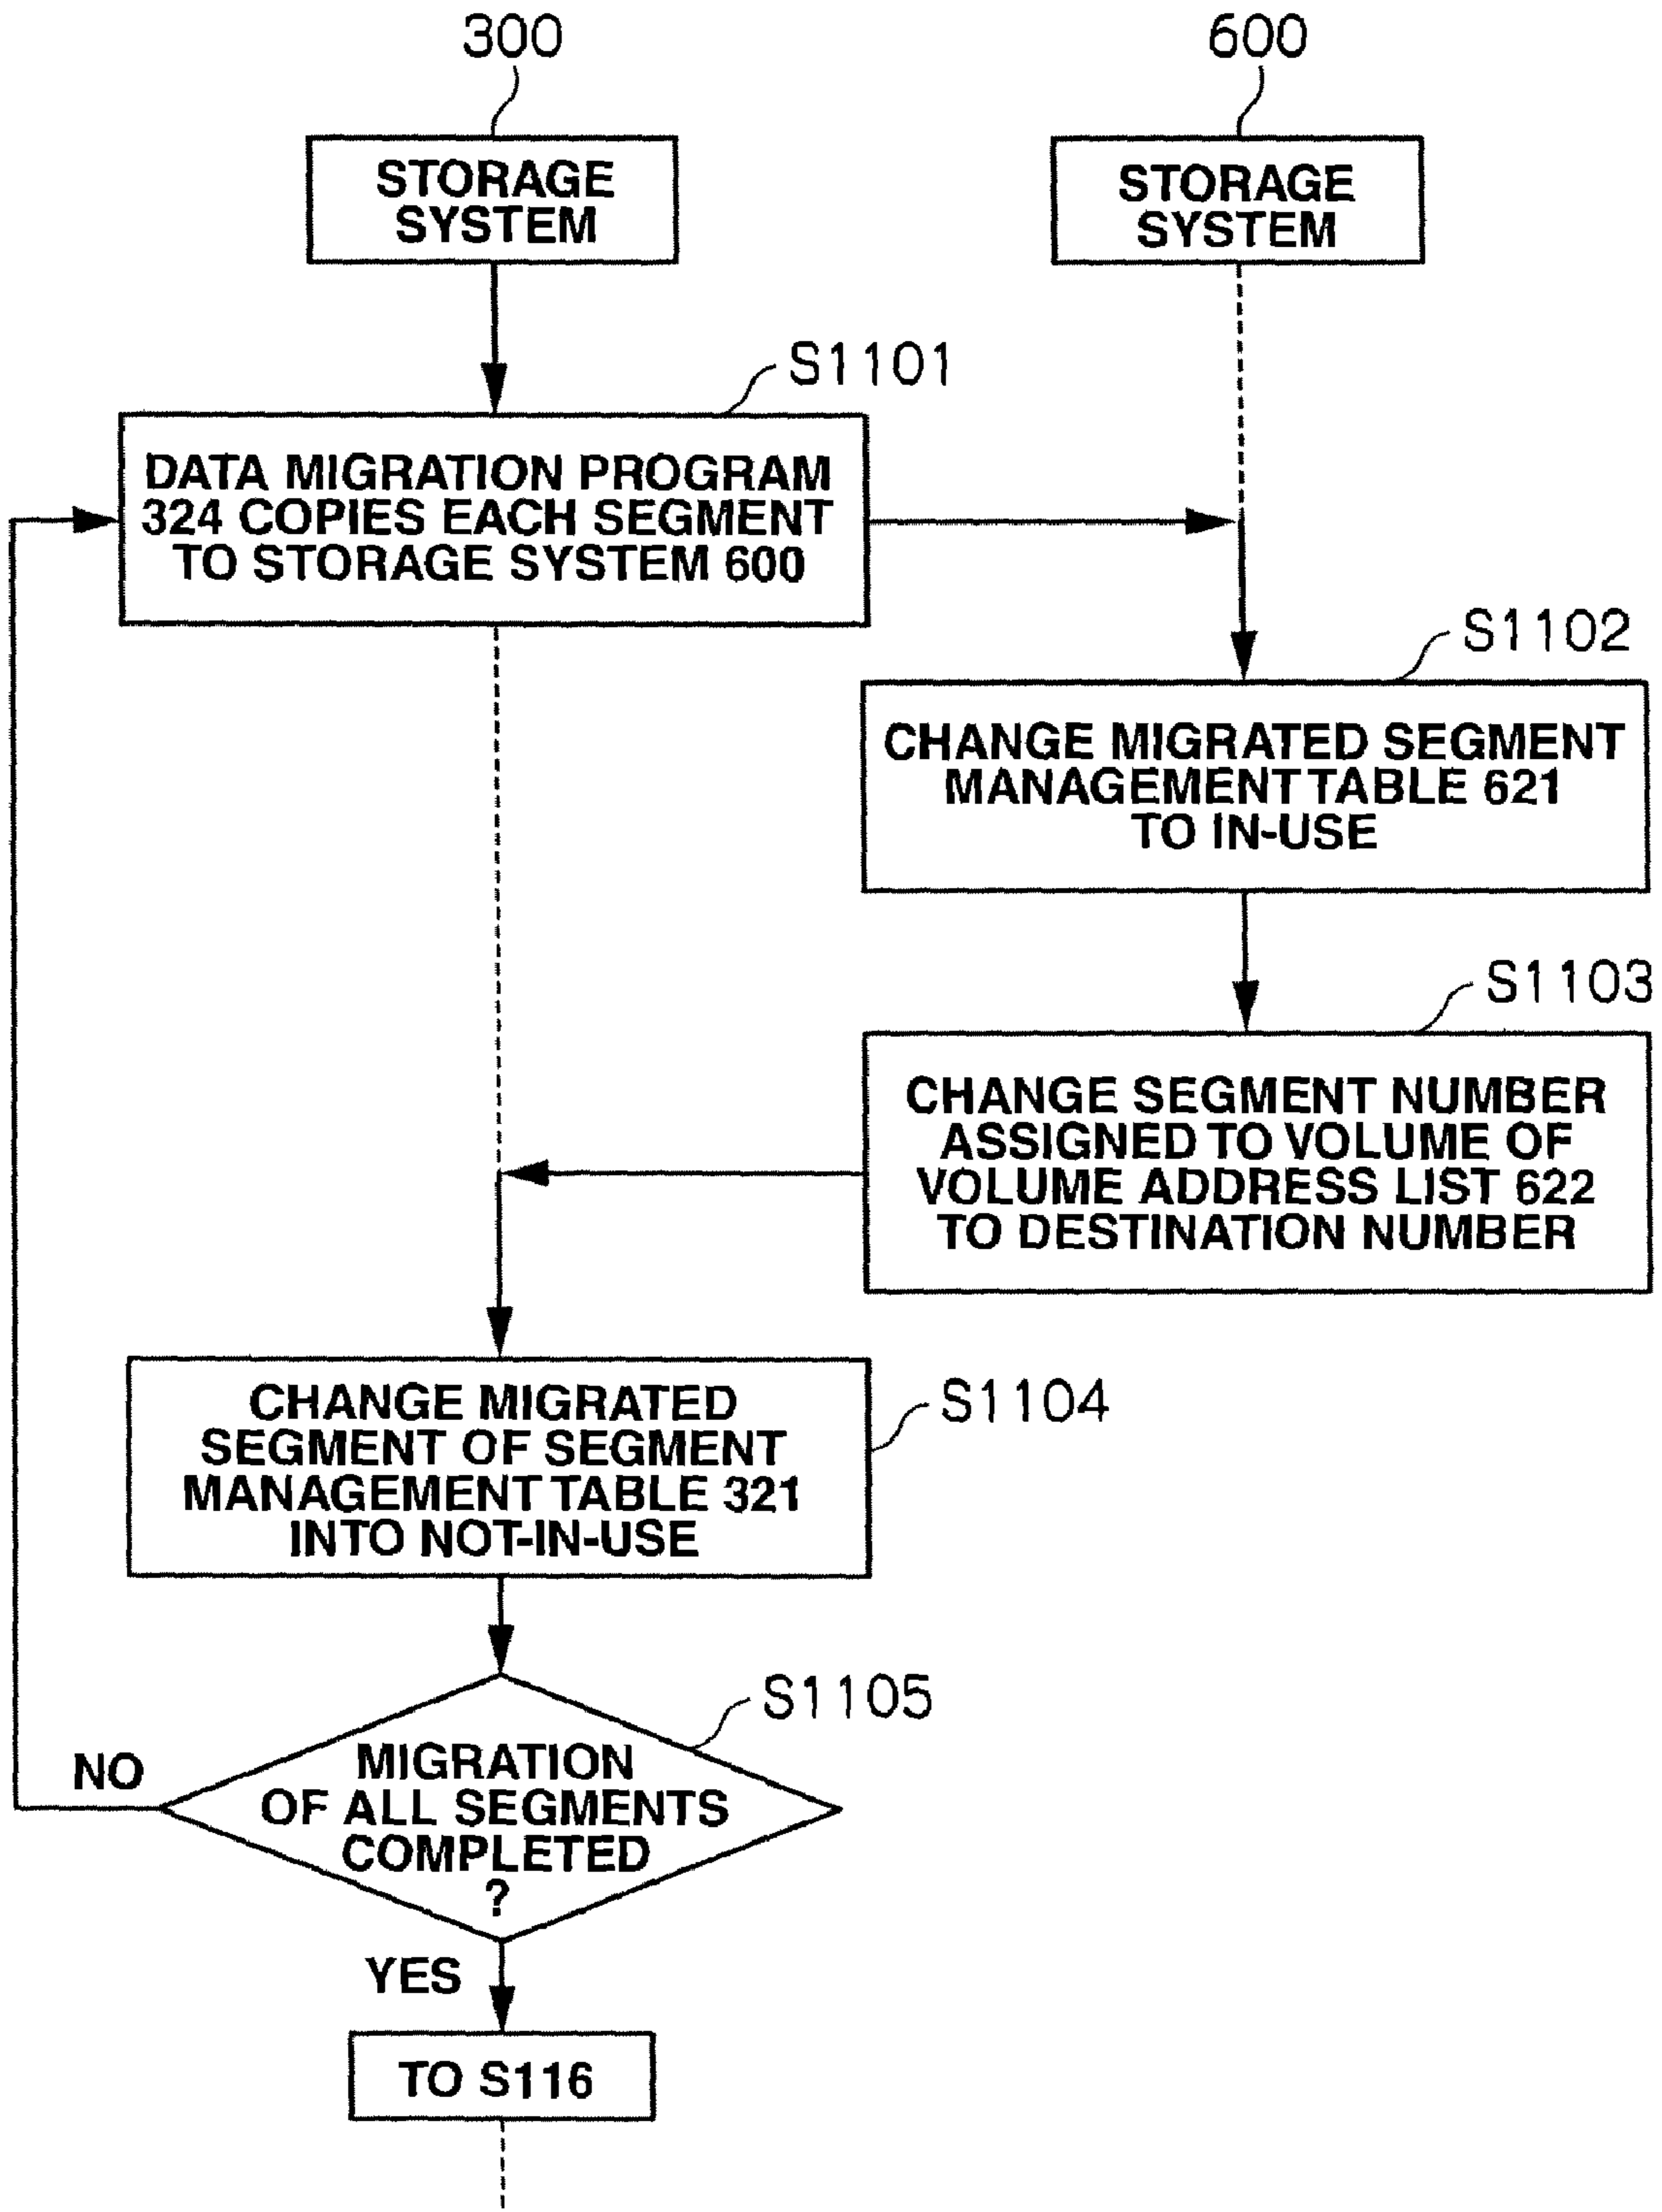 300
600
STORAGE
SYSTEM
STORAGE
SYSTEM
S1101
DATA MIGRATION PROGRAM
324 COPIES EACH SEGMENT
TO STORAGE SYSTEM 600
S1102
CHANGE MIGRATED SEGMENT
MANAGEMENT TABLE 621
TO IN-USE
S1103
CHANGE SEGMENT NUMBER
ASSIGNED TO VOLUME OF
VOLUME ADDRESS LIST 622
TO DESTINATION NUMBER
S1104
CHANGE MIGRATED
SEGMENT OF SEGMENT
MANAGEMENT TABLE 321
INTO NOT-IN-USE
S1105
MIGRATION
OF ALL SEGMENTS
COMPLETED
?
NO
YES
TO S116